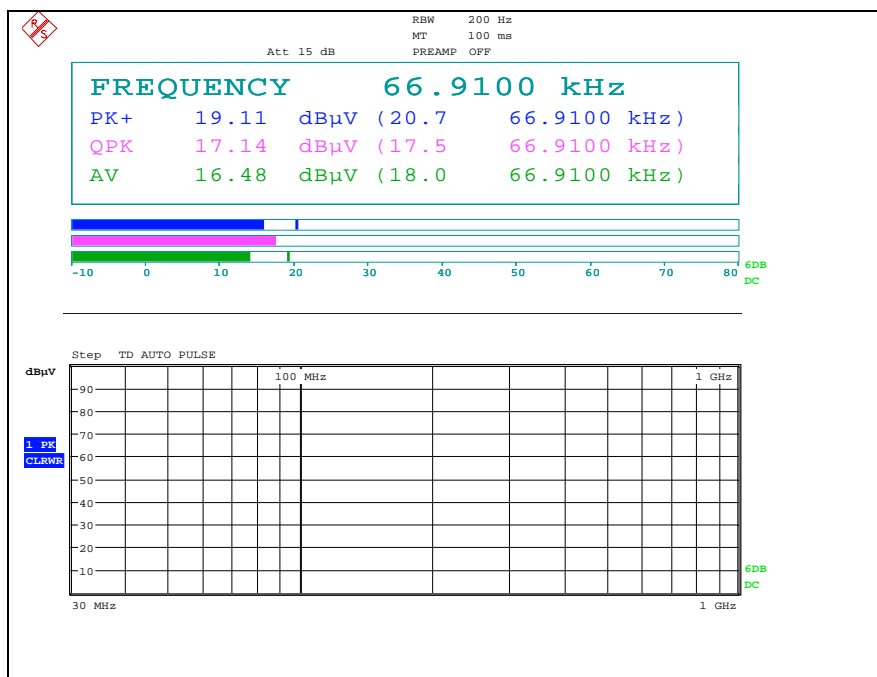 R
S
RBW 200 Hz
MT 100 ms
Att 15 dB PREAMP OFF
FREQUENCY 66.9100 kHz
PK+ 19.11 dBµV (20.7 66.9100 kHz)
QPK 17.14 dBµV (17.5 66.9100 kHz)
AV 16.48 dBµV (18.0 66.9100 kHz)
-10 0 10 20 30 40 50 60 70 80
6DB
DC
Step TD AUTO PULSE
dBµV
100 MHz 1 GHz
90
80
70
1 PK
CLRWR
60
50
40
30
20
10
6DB
DC
30 MHz 1 GHz